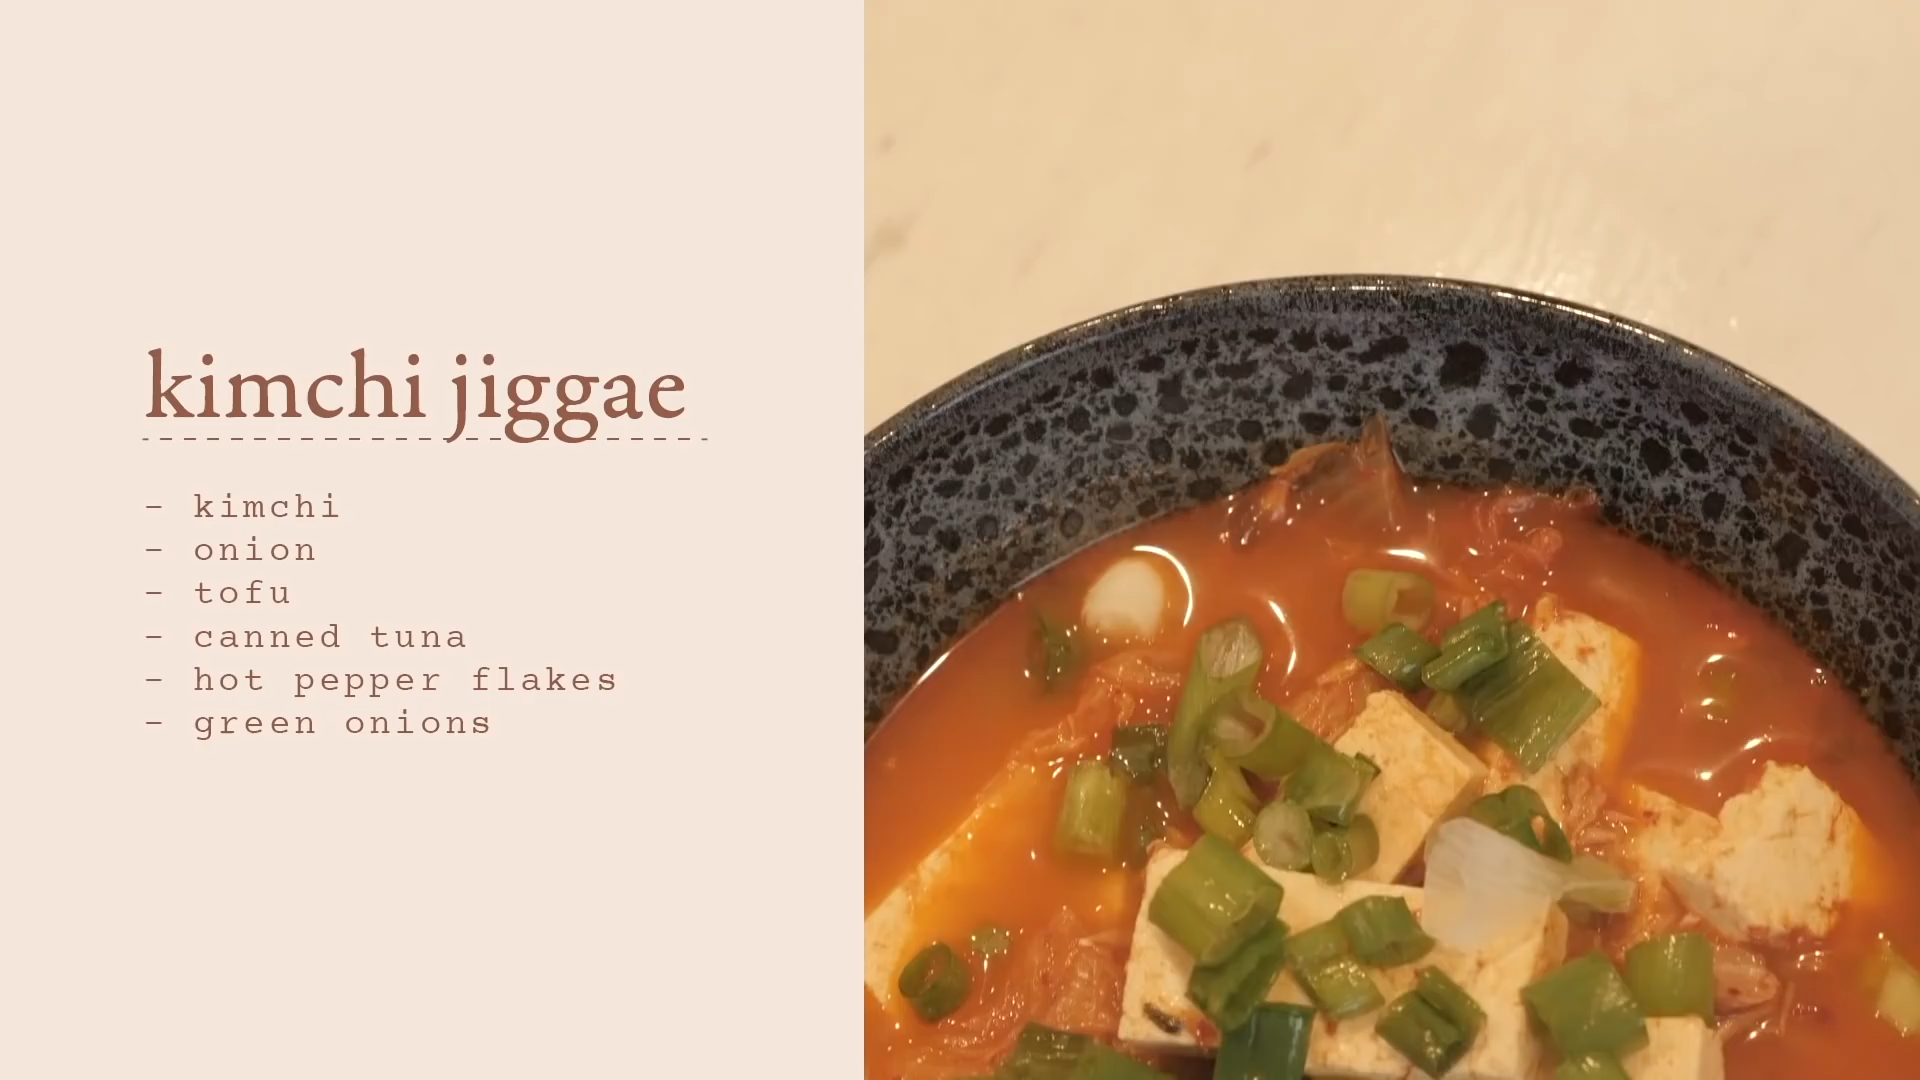 kimchi jiggae
- kimchi
- onion
- tofu
- canned tuna
- hot pepper flakes
- green onions